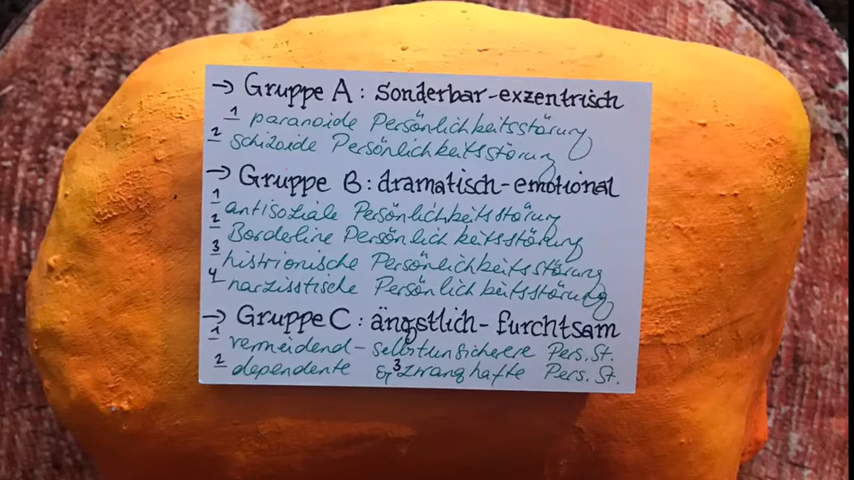 → Gruppe A: sonderbar-exzentrisch
1 paranoide Persönlichkeitsstörung
2 schizoide Persönlichkeitsstörung
→ Gruppe B: dramatisch-emotional
1 antisoziale Persönlichkeitsstörung
2 Borderline Persönlichkeitsstörung
3 histrionische Persönlichkeitsstörung
4 narzisstische Persönlichkeitsstörung
→ Gruppe C: ängstlich-furchtsam
1 vermeidend-selbstunsichere Pers. St.
2 dependente & 3 zwanghafte Pers. St.